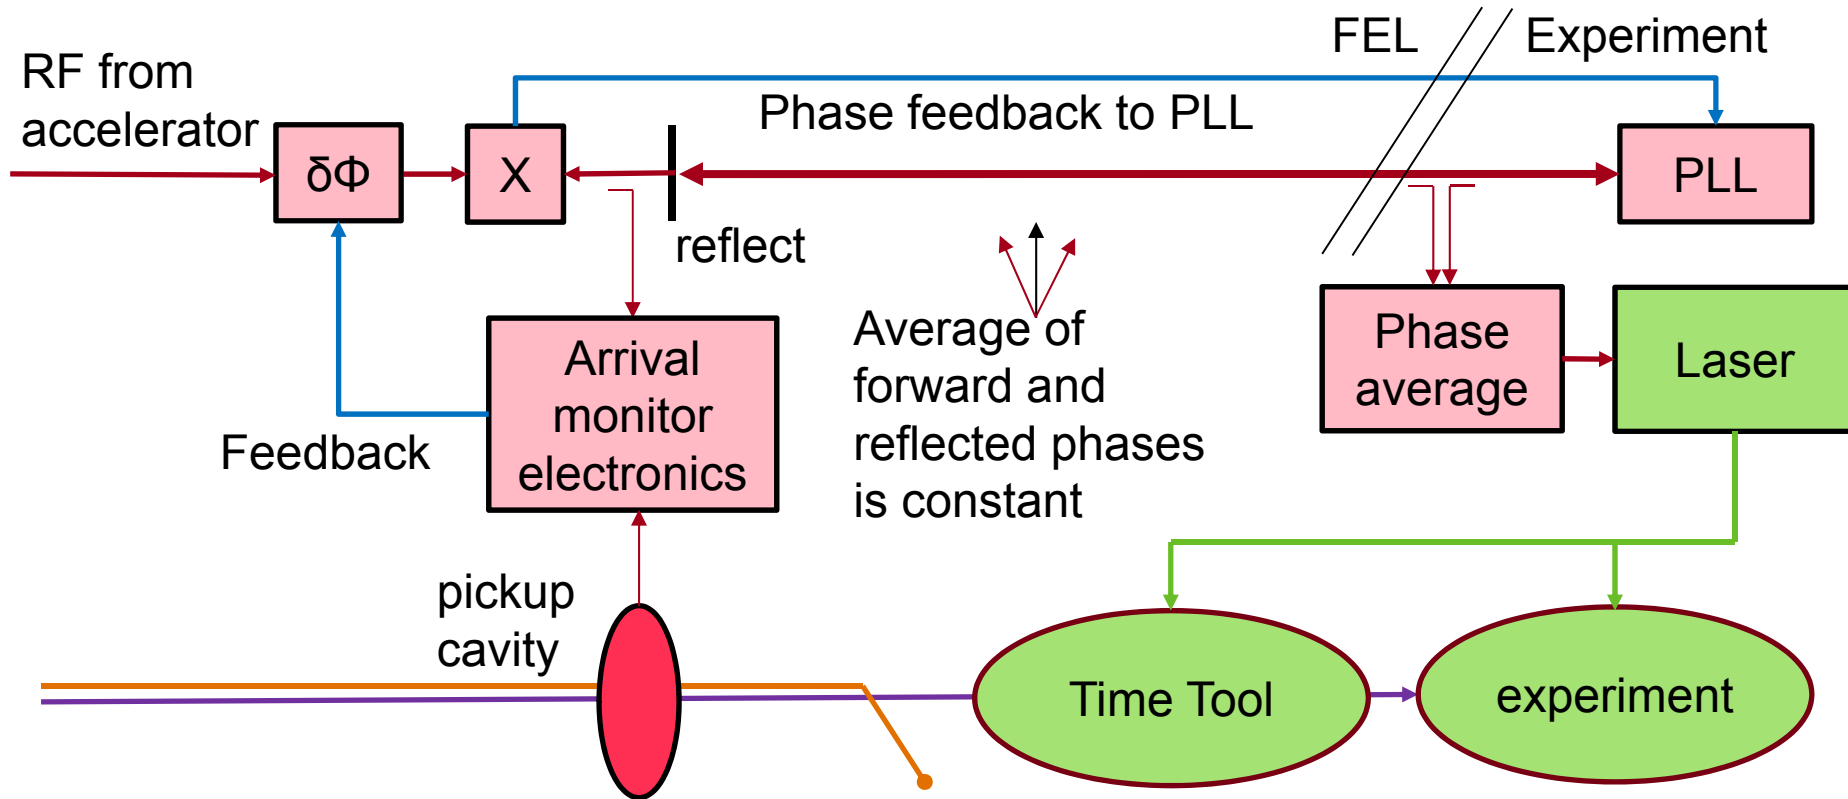 FEL
Experiment
RF from
accelerator
Phase feedback to PLL
δΦ
X
PLL
reflect
Average of
forward and
reflected phases
is constant
Phase
average
Laser
Arrival
monitor
electronics
Feedback
pickup
cavity
Time Tool
experiment